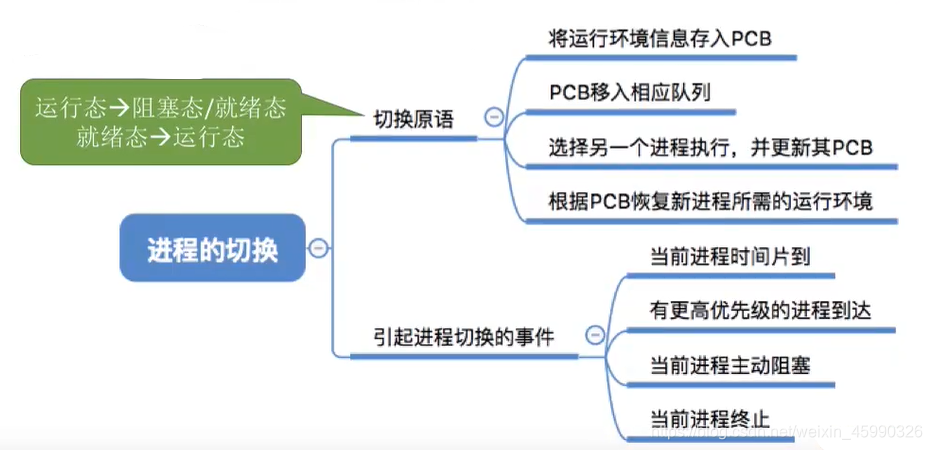 将运行环境信息存入PCB
运行态→阻塞态/就绪态
就绪态→运行态
切换原语
PCB移入相应队列
选择另一个进程执行，并更新其PCB
根据PCB恢复新进程所需的运行环境
进程的切换
当前进程时间片到
有更高优先级的进程到达
引起进程切换的事件
当前进程主动阻塞
当前进程终止
https://blog.csdn.net/weixin_45990326